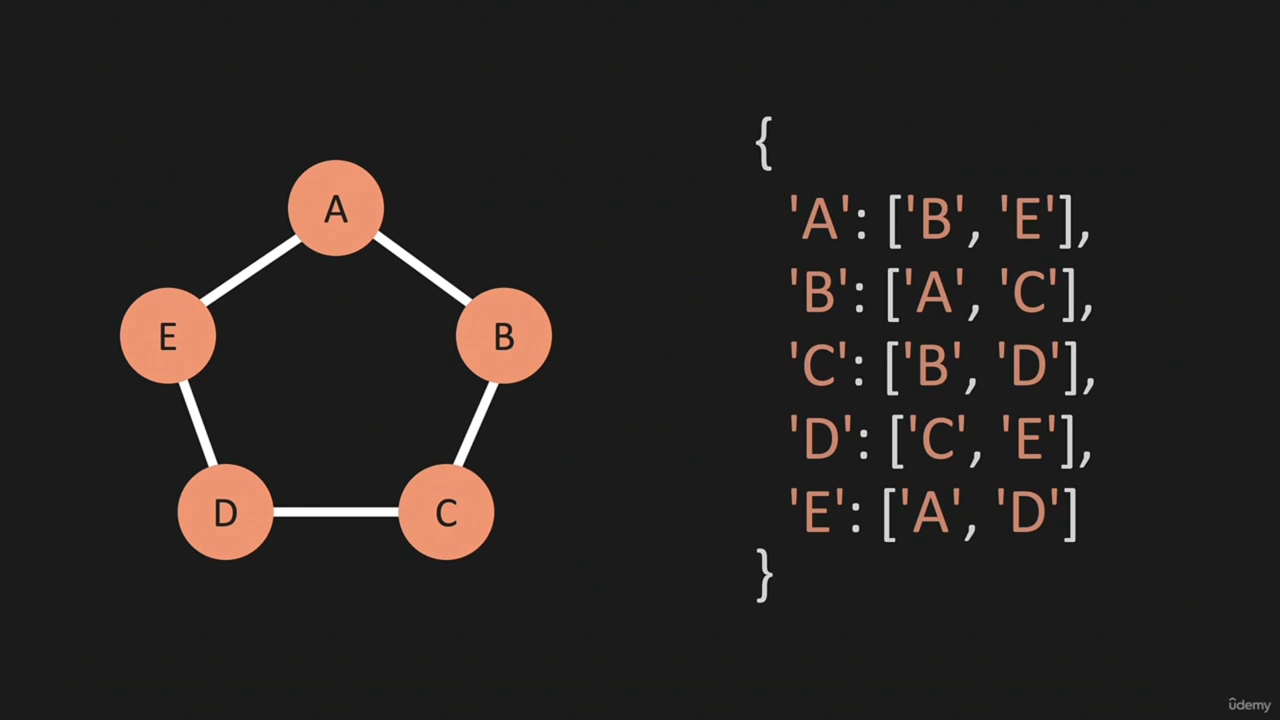 A
E
B
D
C
{
'A': ['B', 'E'],
'B': ['A', 'C'],
'C': ['B', 'D'],
'D': ['C', 'E'],
'E': ['A', 'D']
}
ûdemy